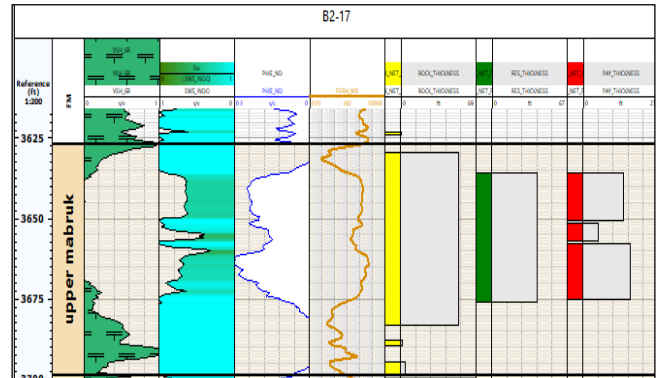 B2-17
Reference
(ft)
1:200
FM
VSH_GR
VSH_GR
VSH_GR
0 v/v 1
Sw
(SWE_INDO)
SWE_INDO
1 v/v 0
PHIE_ND
PHIE_ND
0.3 v/v 0
PERM_WR
0.01 mD 10000
ROCK_THICKNESS
ROCK_THICKNESS
0 ft 69
RES_THICKNESS
RES_THICKNESS
0 ft 67
PAY_THICKNESS
PAY_THICKNESS
0 ft
3625
3650
3675
3700
upper mabruk